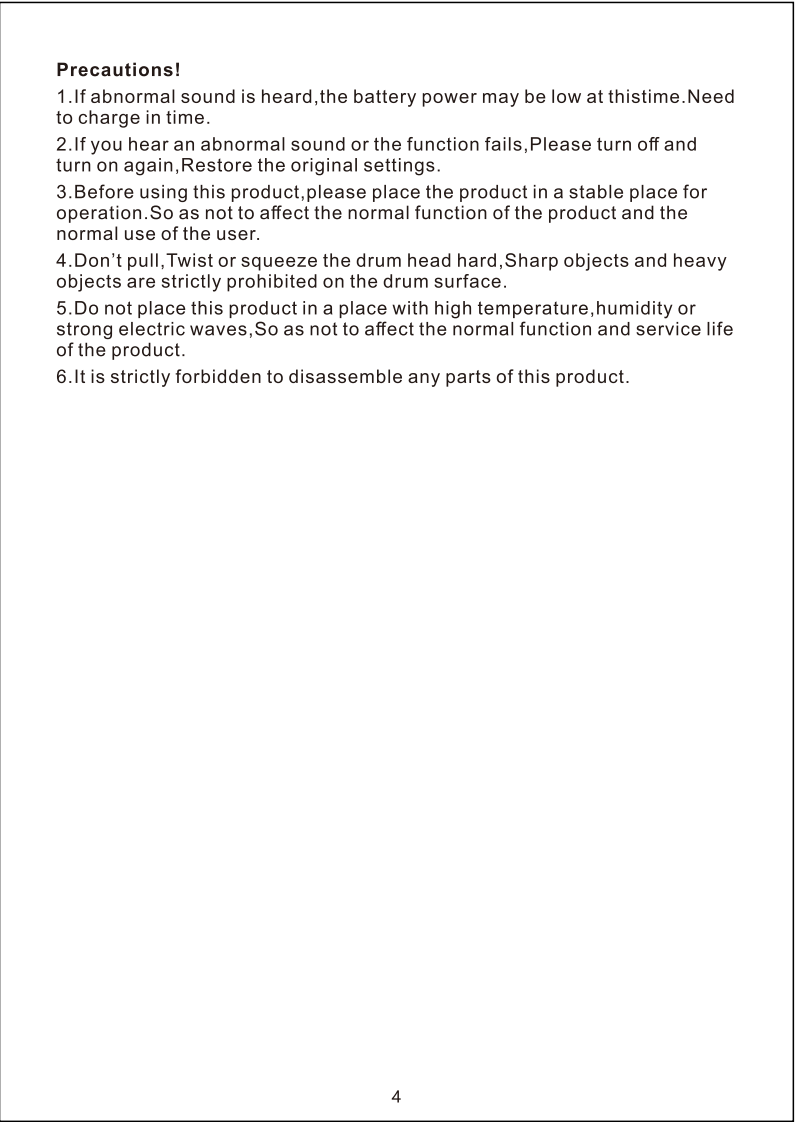 Precautions!
1.If abnormal sound is heard,the battery power may be low at thistime.Need
to charge in time.
2.If you hear an abnormal sound or the function fails,Please turn off and
turn on again,Restore the original settings.
3.Before using this product,please place the product in a stable place for
operation.So as not to affect the normal function of the product and the
normal use of the user.
4.Don’t pull,Twist or squeeze the drum head hard,Sharp objects and heavy
objects are strictly prohibited on the drum surface.
5.Do not place this product in a place with high temperature,humidity or
strong electric waves,So as not to affect the normal function and service life
of the product.
6.It is strictly forbidden to disassemble any parts of this product.
4